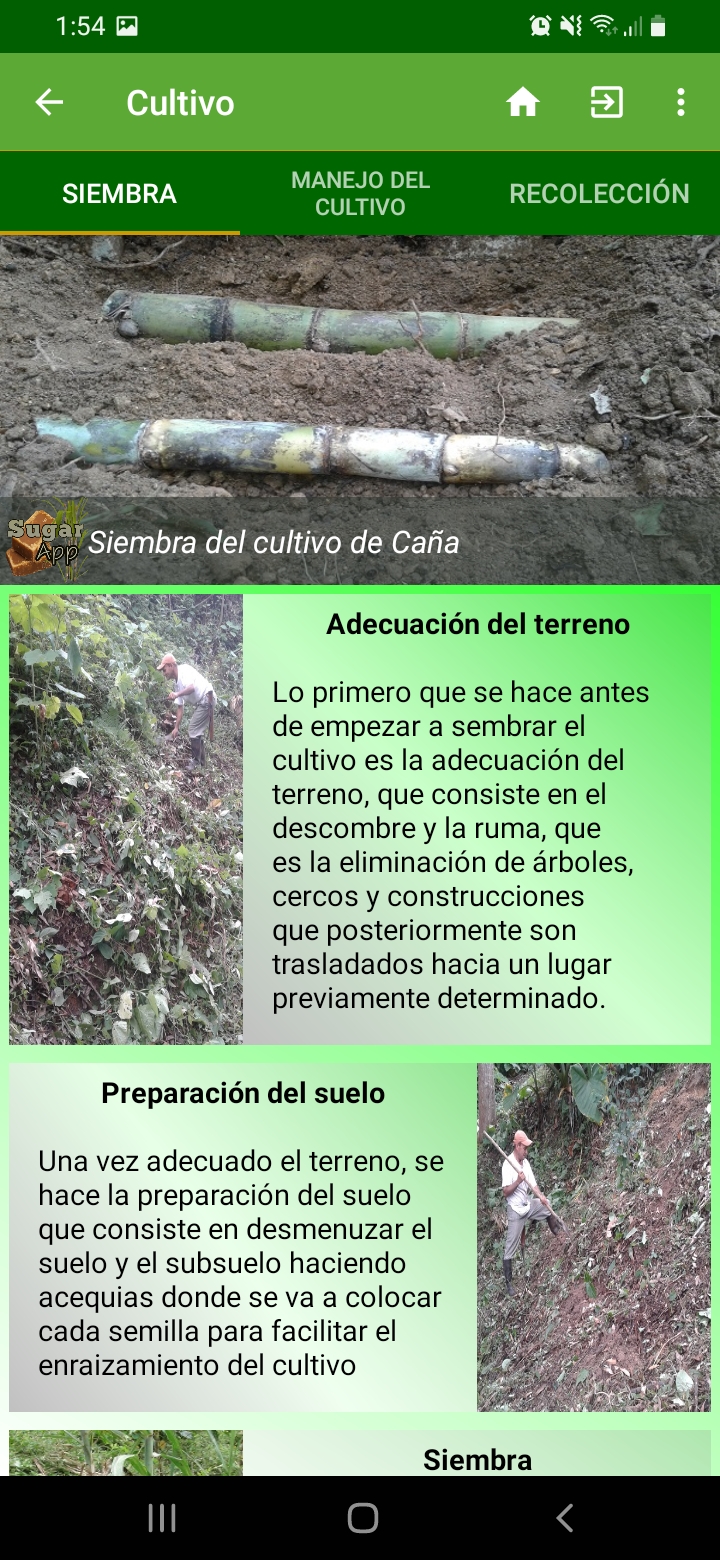 1:54
Cultivo
SIEMBRA
MANEJO DEL
CULTIVO
RECOLECCIÓN
Sugar
App
Siembra del cultivo de Caña
Adecuación del terreno
Lo primero que se hace antes
de empezar a sembrar el
cultivo es la adecuación del
terreno, que consiste en el
descombre y la ruma, que
es la eliminación de árboles,
cercos y construcciones
que posteriormente son
trasladados hacia un lugar
previamente determinado.
Preparación del suelo
Una vez adecuado el terreno, se
hace la preparación del suelo
que consiste en desmenuzar el
suelo y el subsuelo haciendo
acequias donde se va a colocar
cada semilla para facilitar el
enraizamiento del cultivo
Siembra